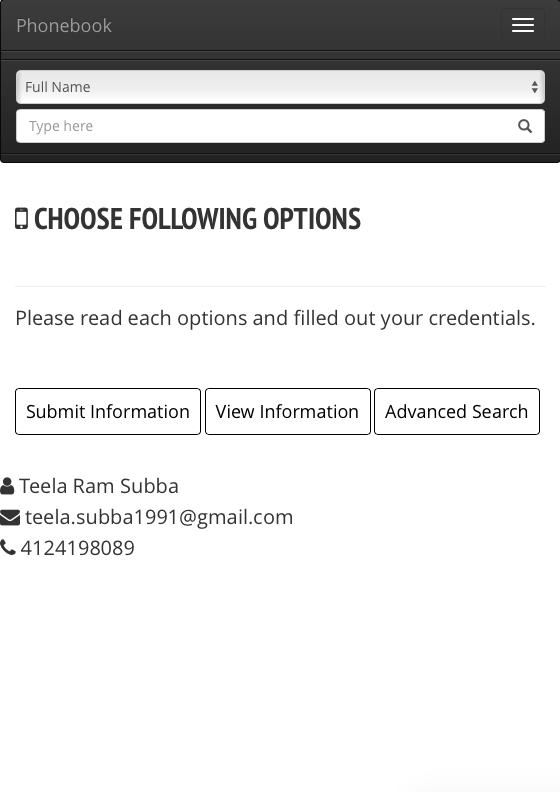 Phonebook
Full Name
Type here
CHOOSE FOLLOWING OPTIONS
Please read each options and filled out your credentials.
Submit Information View Information Advanced Search
Teela Ram Subba
teela.subba1991@gmail.com
4124198089